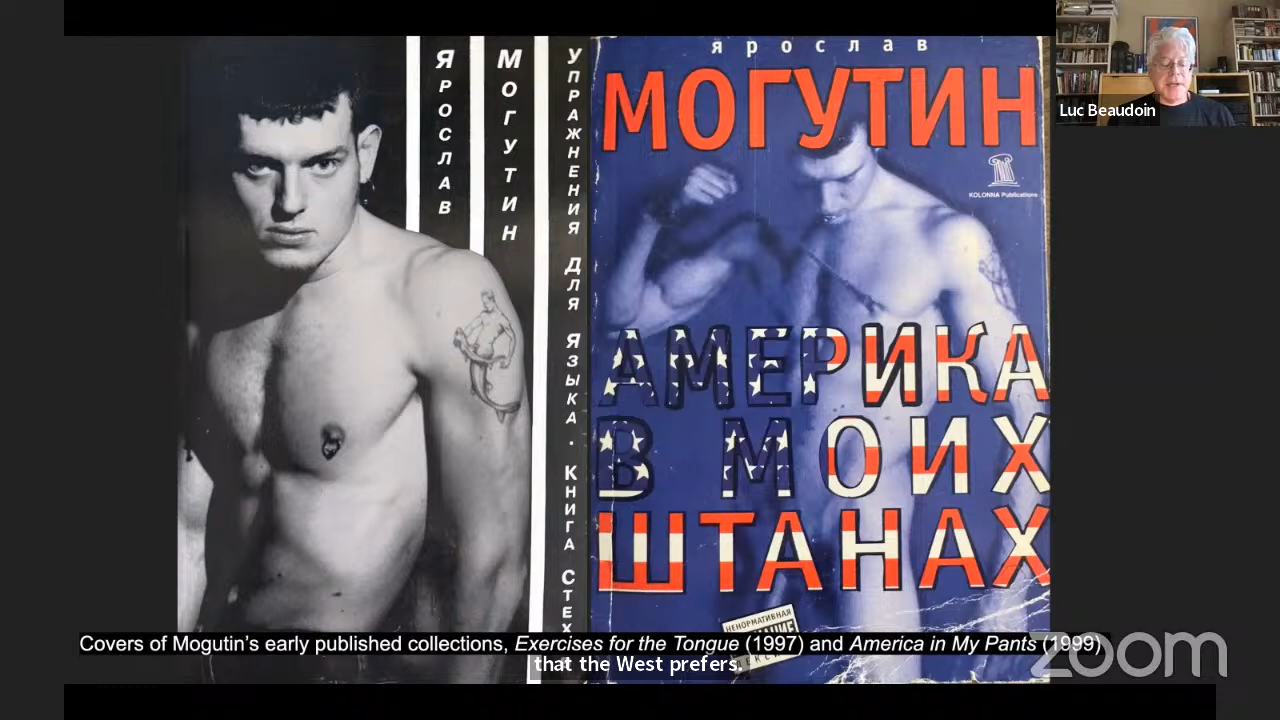 Ярослав
Могутин
Упражнения для Языка · Книга Стех
ярослав
МОГУТИН
KOLONNA Publications
АМЕРИКА
В МОИХ
ШТАНАХ
НЕНОРМАТИВНАЯ
Luc Beaudoin
Covers of Mogutin’s early published collections, Exercises for the Tongue (1997) and America in My Pants (1999)
that the West prefers.
zoom